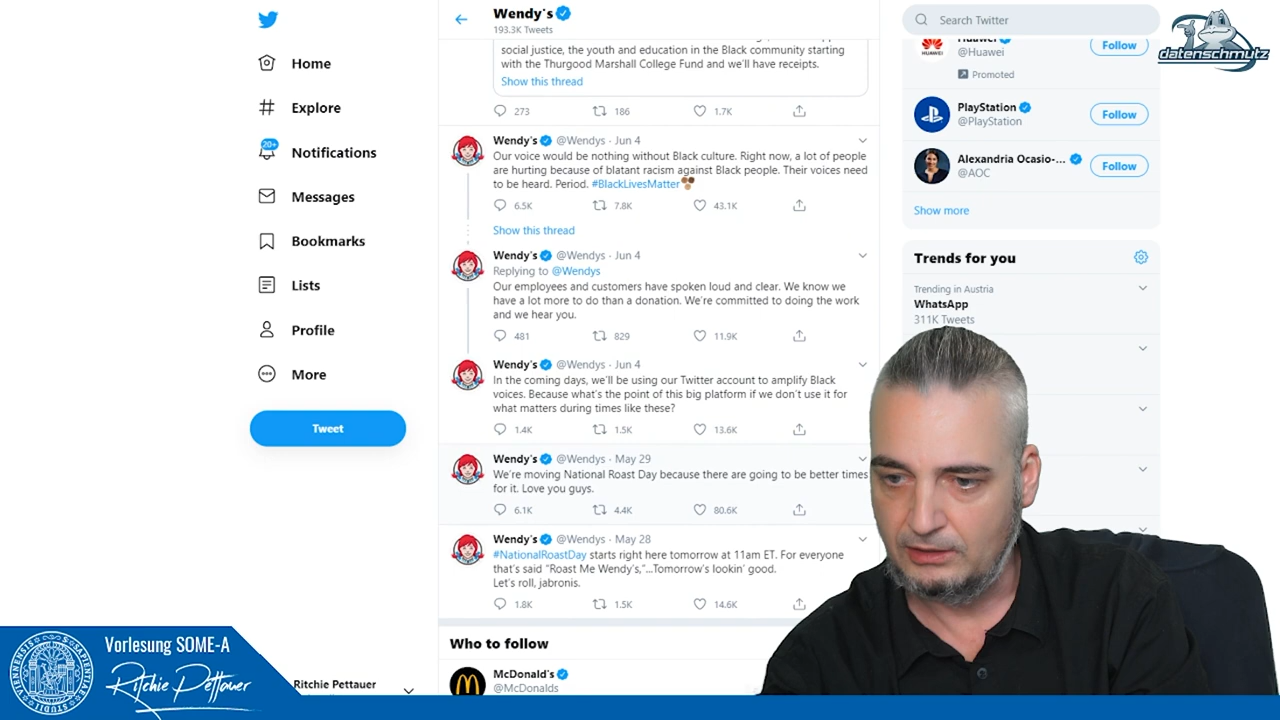 Home
Explore
20+
Notifications
Messages
Bookmarks
Lists
Profile
More
Tweet
Wendy's
193.3K Tweets
social justice, the youth and education in the Black community starting
with the Thurgood Marshall College Fund and we'll have receipts.
Show this thread
273 186 1.7K
Wendy's @Wendys · Jun 4
Our voice would be nothing without Black culture. Right now, a lot of people
are hurting because of blatant racism against Black people. Their voices need
to be heard. Period. #BlackLivesMatter
6.5K 7.8K 43.1K
Show this thread
Wendy's @Wendys · Jun 4
Replying to @Wendys
Our employees and customers have spoken loud and clear. We know we
have a lot more to do than a donation. We're committed to doing the work
and we hear you.
481 829 11.9K
Wendy's @Wendys · Jun 4
In the coming days, we'll be using our Twitter account to amplify Black
voices. Because what's the point of this big platform if we don't use it for
what matters during times like these?
1.4K 1.5K 13.6K
Wendy's @Wendys · May 29
We're moving National Roast Day because there are going to be better times
for it. Love you guys.
6.1K 4.4K 80.6K
Wendy's @Wendys · May 28
#NationalRoastDay starts right here tomorrow at 11am ET. For everyone
that's said "Roast Me Wendy's,"...Tomorrow's lookin' good.
Let's roll, jabronis.
1.8K 1.5K 14.6K
Who to follow
McDonald's
@McDonalds
Search Twitter
datenschmutz
HUAWEI
Huawei
@Huawei
Follow
Promoted
PlayStation
@PlayStation
Follow
Alexandria Ocasio-...
@AOC
Follow
Show more
Trends for you
Trending in Austria
WhatsApp
311K Tweets
Vorlesung SOME-A
Ritchie Pettauer
Ritchie Pettauer